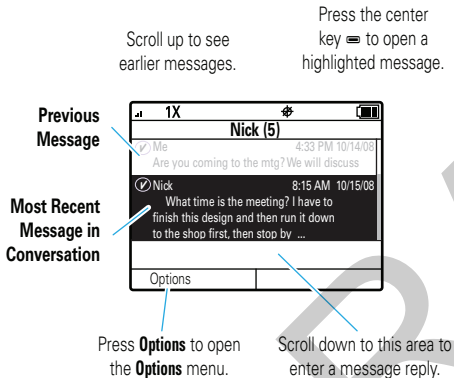 Scroll up to see
earlier messages.
Press the center
key to open a
highlighted message.
Previous
Message
Most Recent
Message in
Conversation
1X
Nick (5)
Me 4:33 PM 10/14/08
Are you coming to the mtg? We will discuss
Nick 8:15 AM 10/15/08
What time is the meeting? I have to
finish this design and then run it down
to the shop first, then stop by ...
Options
Press Options to open
the Options menu.
Scroll down to this area to
enter a message reply.